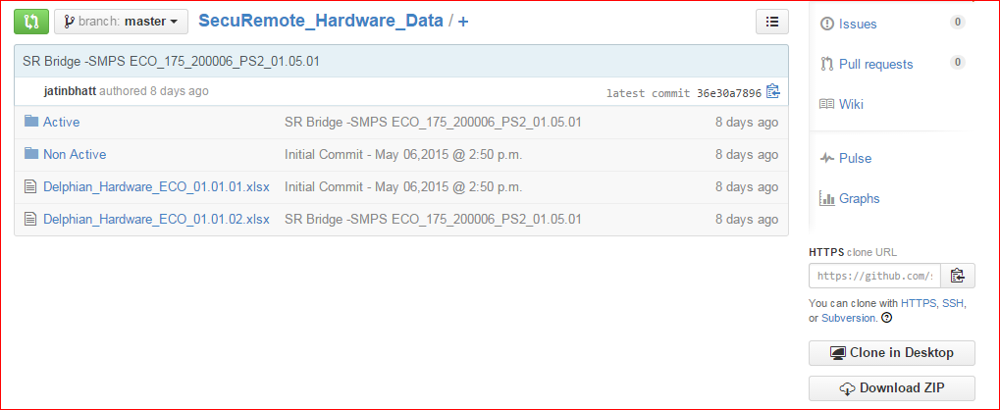 branch: master
SecuRemote_Hardware_Data / +
SR Bridge -SMPS ECO_175_200006_PS2_01.05.01
jatinbhatt authored 8 days ago
latest commit 36e30a7896
Active SR Bridge -SMPS ECO_175_200006_PS2_01.05.01 8 days ago
Non Active Initial Commit - May 06,2015 @ 2:50 p.m. 8 days ago
Delphian_Hardware_ECO_01.01.01.xlsx Initial Commit - May 06,2015 @ 2:50 p.m. 8 days ago
Delphian_Hardware_ECO_01.01.02.xlsx SR Bridge -SMPS ECO_175_200006_PS2_01.05.01 8 days ago
Issues 0
Pull requests 0
Wiki
Pulse
Graphs
HTTPS clone URL
https://github.com/s
You can clone with HTTPS, SSH,
or Subversion. ?
Clone in Desktop
Download ZIP